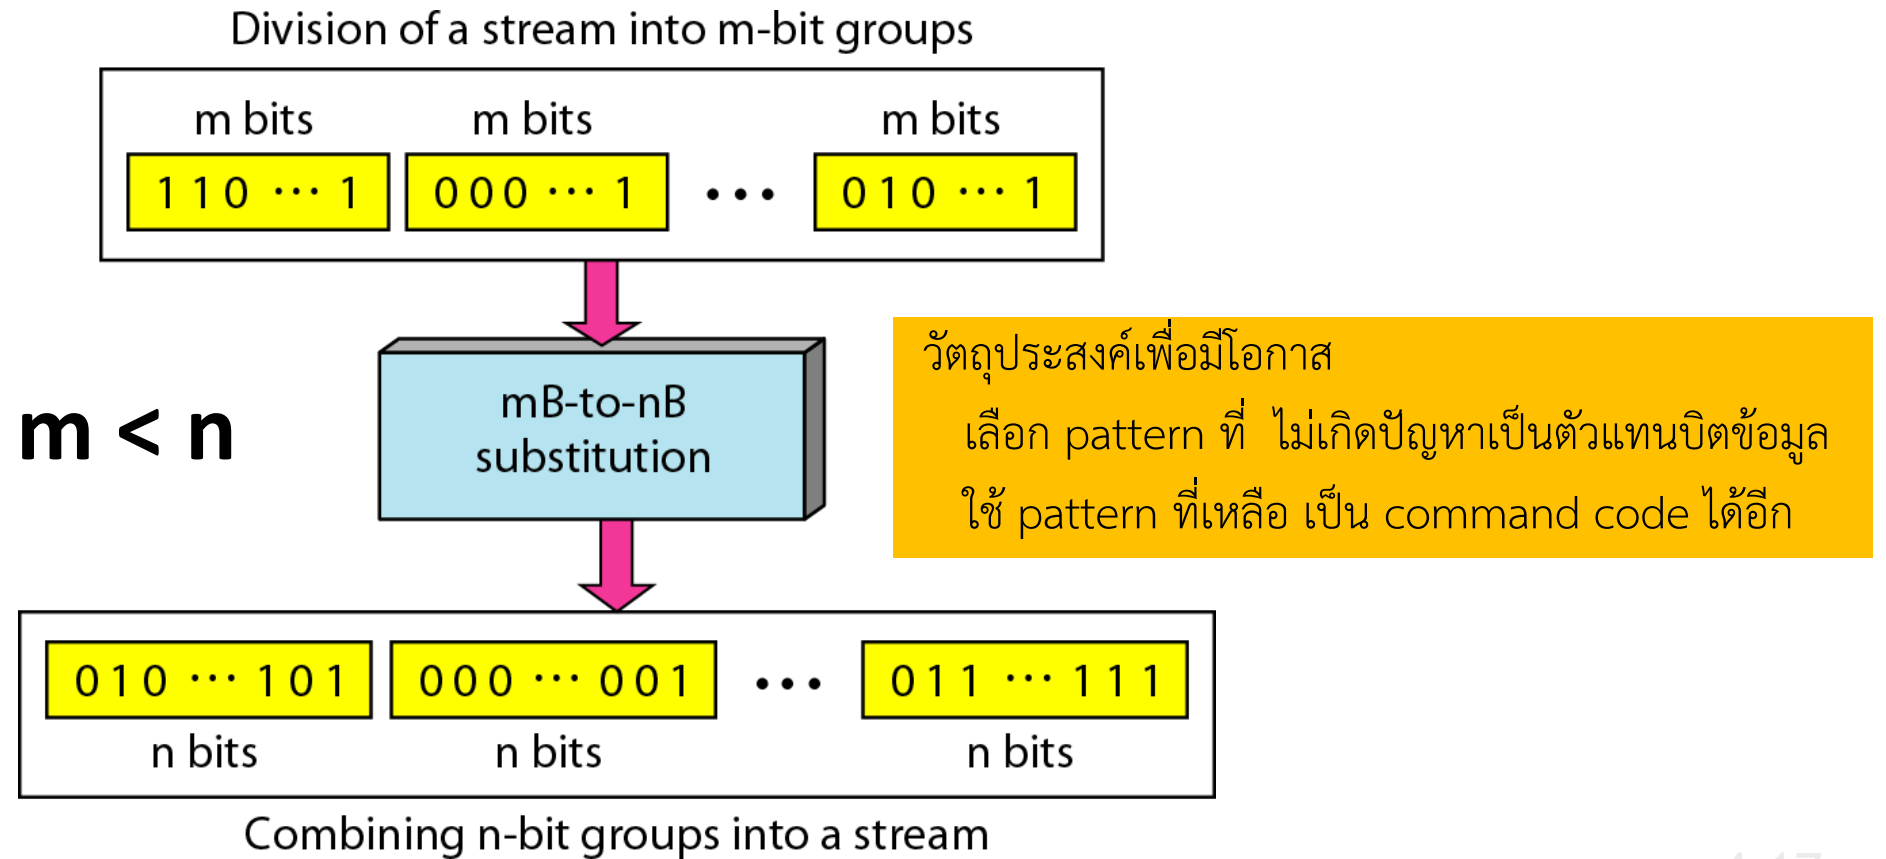 Division of a stream into m-bit groups
m bits m bits m bits
1 1 0 ··· 1 0 0 0 ··· 1 ••• 0 1 0 ··· 1
mB-to-nB
substitution
m < n
วัตถุประสงค์เพื่อมีโอกาส
เลือก pattern ที่ ไม่เกิดปัญหาเป็นตัวแทนบิตข้อมูล
ใช้ pattern ที่เหลือ เป็น command code ได้อีก
0 1 0 ··· 1 0 1 0 0 0 ··· 0 0 1 ••• 0 1 1 ··· 1 1 1
n bits n bits n bits
Combining n-bit groups into a stream